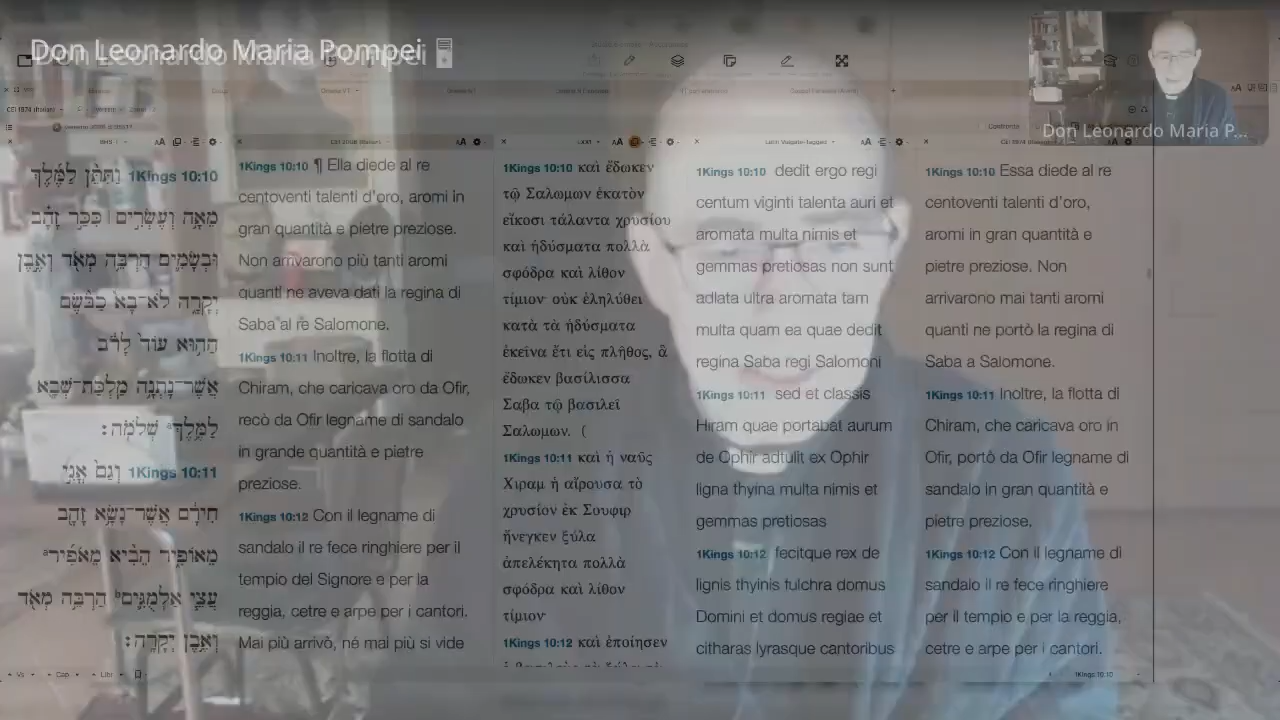 Don Leonardo Maria Pompei
Don Leonardo Maria P...
CEI 1974 (Italian)
1Kings 10:10 וַתִּתֵּ֨ן לַמֶּ֜לֶךְ
מֵאָ֥ה וְעֶשְׂרִ֣ים ׀ כִּכַּ֣ר זָהָ֗ב
וּבְשָׂמִ֛ים הַרְבֵּ֥ה מְאֹ֖ד וְאֶ֣בֶן
יְקָרָ֑ה לֹא־בָא֩ כַבֹּ֨שֶׂם
הַה֥וּא עוֹד֙ לָרֹ֔ב
אֲשֶׁר־נָתְנָ֥ה מַֽלְכַּת־שְׁבָ֖א
לַמֶּ֥לֶךְ שְׁלֹמֹֽה׃
1Kings 10:11 וְגַם֙ אֳנִ֣י
חִירָ֔ם אֲשֶׁר־נָשָׂ֥א זָהָ֖ב
מֵאוֹפִ֑יר הֵבִ֨יא מֵאֹפִ֜יר
עֲצֵ֧י אַלְמֻגִּ֛ים הַרְבֵּ֥ה מְאֹ֖ד
וְאֶ֥בֶן יְקָרָֽה׃
1Kings 10:10 ¶ Ella diede al re
centoventi talenti d'oro, aromi in
gran quantità e pietre preziose.
Non arrivarono più tanti aromi
quanti ne aveva dati la regina di
Saba al re Salomone.
1Kings 10:11 Inoltre, la flotta di
Chiram, che caricava oro da Ofir,
recò da Ofir legname di sandalo
in grande quantità e pietre
preziose.
1Kings 10:12 Con il legname di
sandalo il re fece ringhiere per il
tempio del Signore e per la
reggia, cetre e arpe per i cantori.
Mai più arrivò, né mai più si vide
1Kings 10:10 καὶ ἔδωκεν
τῷ Σαλωμων ἑκατὸν
εἴκοσι τάλαντα χρυσίου
καὶ ἡδύσματα πολλὰ
σφόδρα καὶ λίθον
τίμιον· οὐκ ἐληλύθει
κατὰ τὰ ἡδύσματα
ἐκεῖνα ἔτι εἰς πλῆθος, ἃ
ἔδωκεν βασίλισσα
Σαβα τῷ βασιλεῖ
Σαλωμων. (
1Kings 10:11 καὶ ἡ ναῦς
Χιραμ ἡ αἴρουσα τὸ
χρυσίον ἐκ Σουφιρ
ἤνεγκεν ξύλα
ἀπελέκητα πολλὰ
σφόδρα καὶ λίθον
τίμιον·
1Kings 10:12 καὶ ἐποίησεν
1Kings 10:10 dedit ergo regi
centum viginti talenta auri et
aromata multa nimis et
gemmas pretiosas non sunt
adlata ultra aromata tam
multa quam ea quae dedit
regina Saba regi Salomoni
1Kings 10:11 sed et classis
Hiram quae portabat aurum
de Ophir adtulit ex Ophir
ligna thyina multa nimis et
gemmas pretiosas
1Kings 10:12 fecitque rex de
lignis thyinis fulchra domus
Domini et domus regiae et
citharas lyrasque cantoribus
1Kings 10:10 Essa diede al re
centoventi talenti d'oro,
aromi in gran quantità e
pietre preziose. Non
arrivarono mai tanti aromi
quanti ne portò la regina di
Saba a Salomone.
1Kings 10:11 Inoltre, la flotta di
Chiram, che caricava oro in
Ofir, portò da Ofir legname di
sandalo in gran quantità e
pietre preziose.
1Kings 10:12 Con il legname di
sandalo il re fece ringhiere
per il tempio e per la reggia,
cetre e arpe per i cantori.
1Kings 10:10